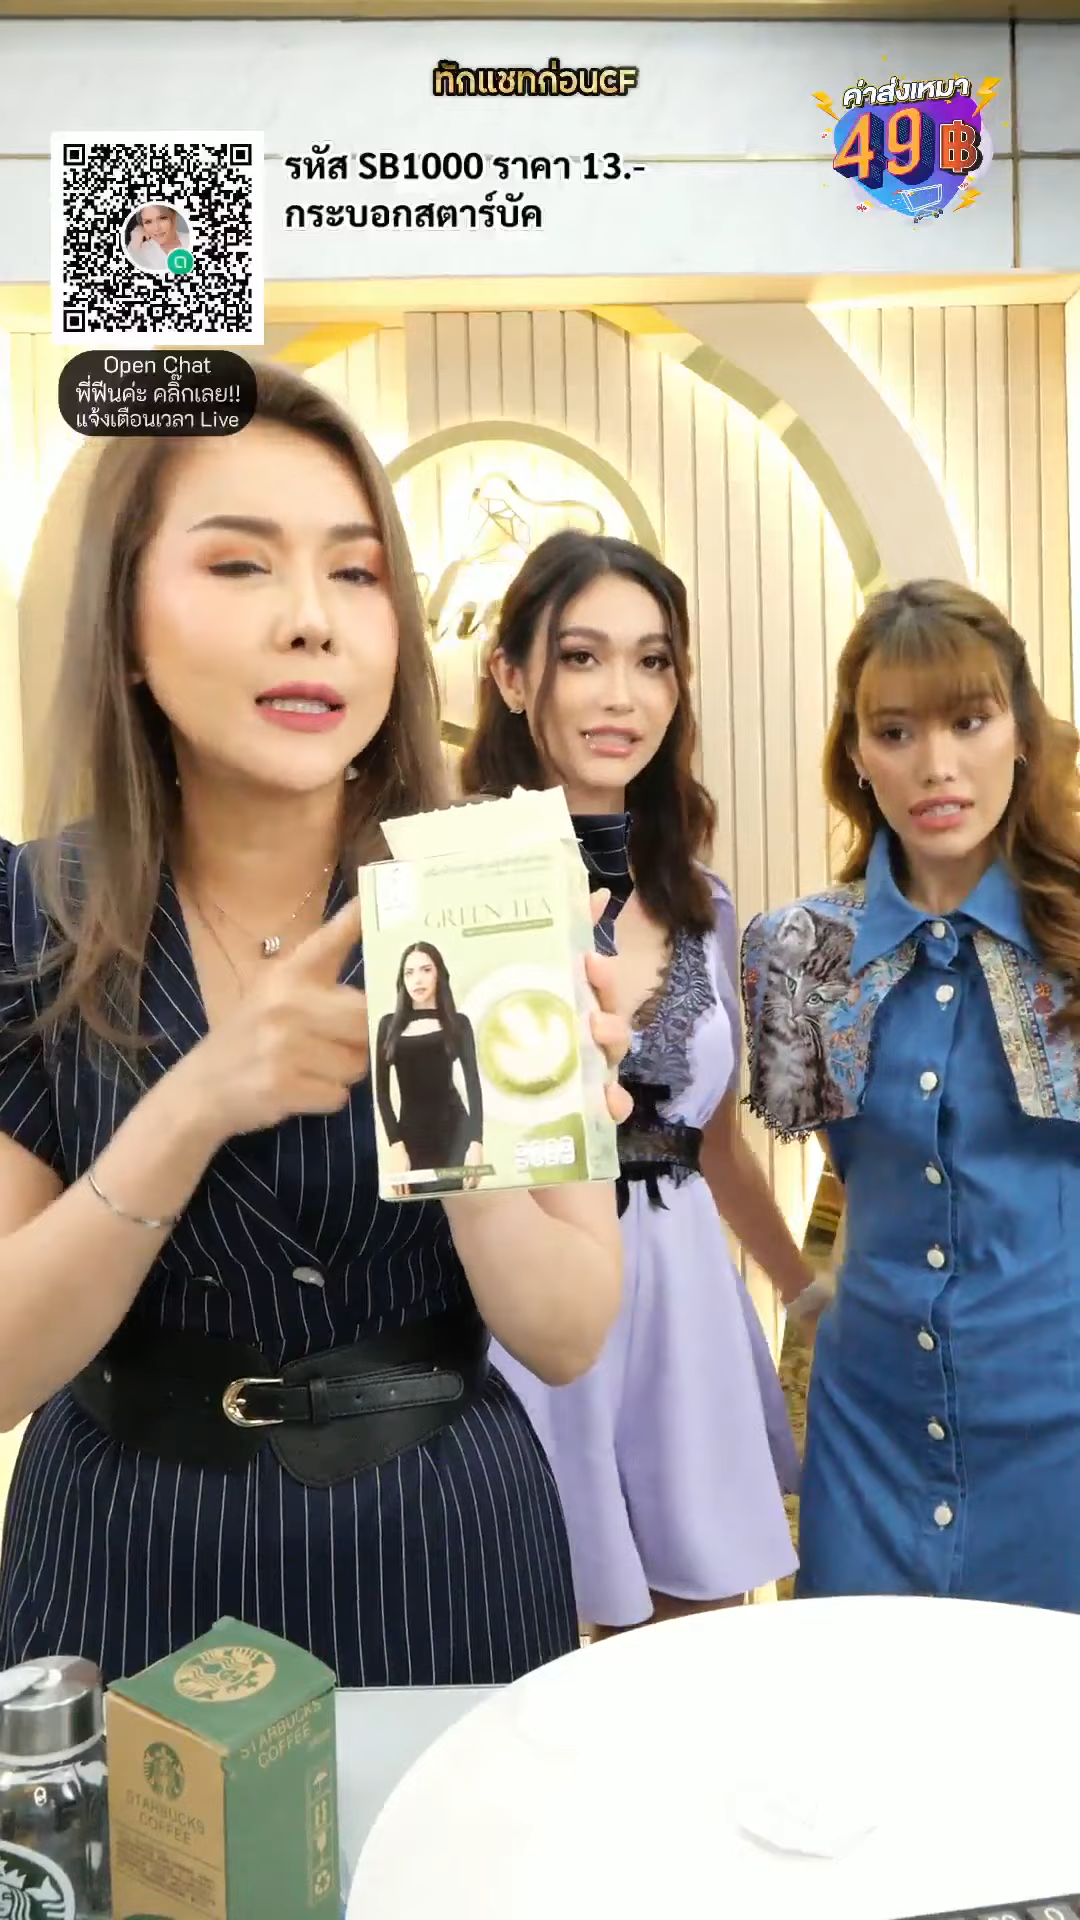 ทักแชทก่อนCF
ค่าส่งเหมา
49฿
รหัส SB1000 ราคา 13.-
กระบอกสตาร์บัค
Open Chat
พี่ฟีนค่ะ คลิ๊กเลย!!
แจ้งเตือนเวลา Live
GREEN TEA
STARBUCKS
COFFEE
STARBUCKS
COFFEE